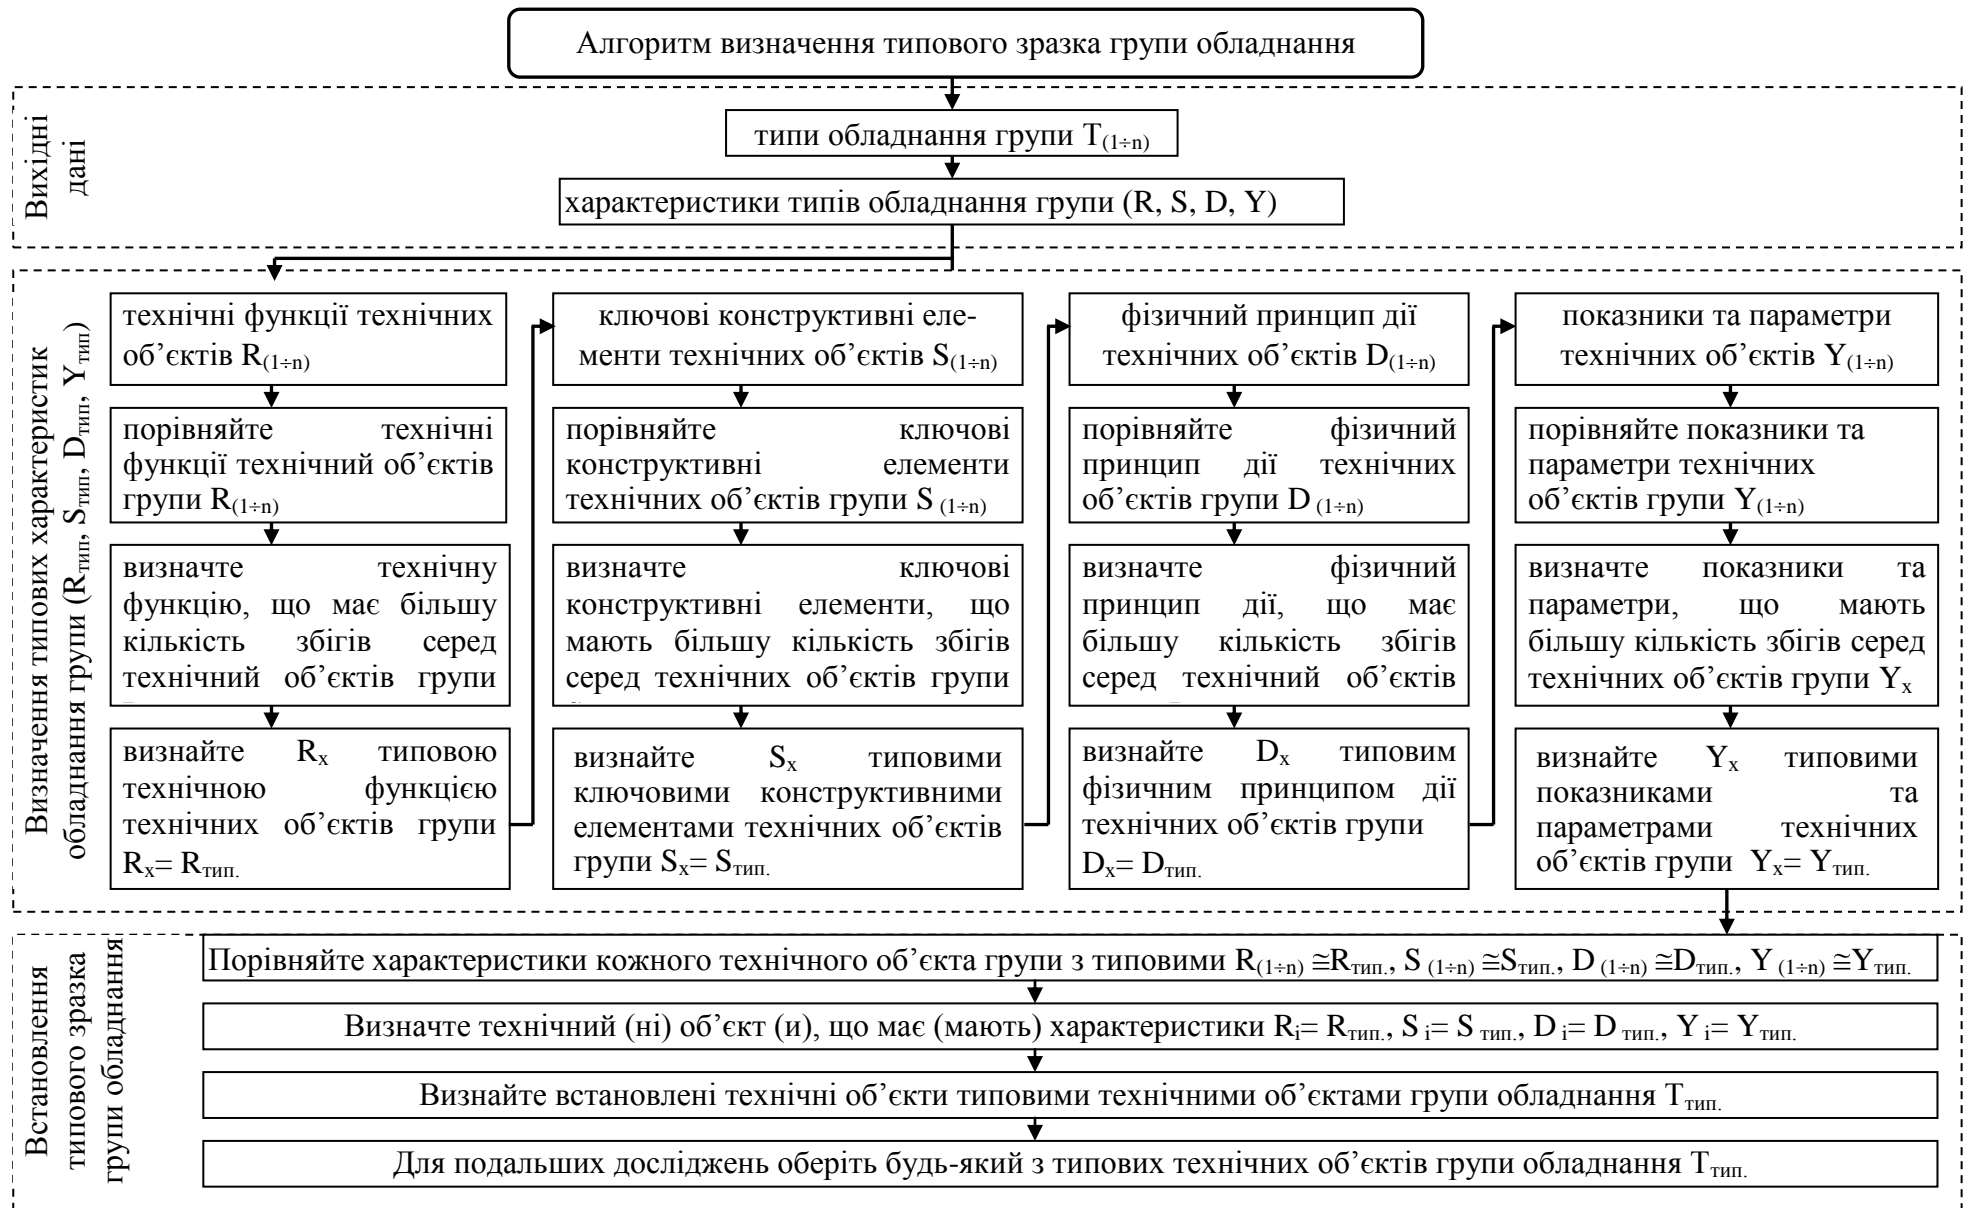 Алгоритм визначення типового зразка групи обладнання
Вихідні
дані
типи обладнання групи T(1÷n)
характеристики типів обладнання групи (R, S, D, Y)
Визначення типових характеристик
обладнання групи (Rтип, Sтип, Dтип, Yтип)
технічні функції технічних
об’єктів R(1÷n)
порівняйте технічні
функції технічний об’єктів
групи R(1÷n)
визначте технічну
функцію, що має більшу
кількість збігів серед
технічний об’єктів групи
визнайте Rx типовою
технічною функцією
технічних об’єктів групи
Rx= Rтип.
ключові конструктивні еле-
менти технічних об’єктів S(1÷n)
порівняйте ключові
конструктивні елементи
технічних об’єктів групи S (1÷n)
визначте ключові
конструктивні елементи, що
мають більшу кількість збігів
серед технічних об’єктів групи
визнайте Sx типовими
ключовими конструктивними
елементами технічних об’єктів
групи Sx= Sтип.
фізичний принцип дії
технічних об’єктів D(1÷n)
порівняйте фізичний
принцип дії технічних
об’єктів групи D (1÷n)
визначте фізичний
принцип дії, що має
більшу кількість збігів
серед технічний об’єктів
визнайте Dx типовим
фізичним принципом дії
технічних об’єктів групи
Dx= Dтип.
показники та параметри
технічних об’єктів Y(1÷n)
порівняйте показники та
параметри технічних
об’єктів групи Y(1÷n)
визначте показники та
параметри, що мають
більшу кількість збігів серед
технічних об’єктів групи Yx
визнайте Yx типовими
показниками та
параметрами технічних
об’єктів групи Yx= Yтип.
Встановлення
типового зразка
групи обладнання
Порівняйте характеристики кожного технічного об’єкта групи з типовими R(1÷n) ≅Rтип., S (1÷n) ≅Sтип., D (1÷n) ≅Dтип., Y (1÷n) ≅Yтип.
Визначте технічний (ні) об’єкт (и), що має (мають) характеристики Ri= Rтип., S i= S тип., D i= D тип., Y i= Yтип.
Визнайте встановлені технічні об’єкти типовими технічними об’єктами групи обладнання Ттип.
Для подальших досліджень оберіть будь-який з типових технічних об’єктів групи обладнання Ттип.